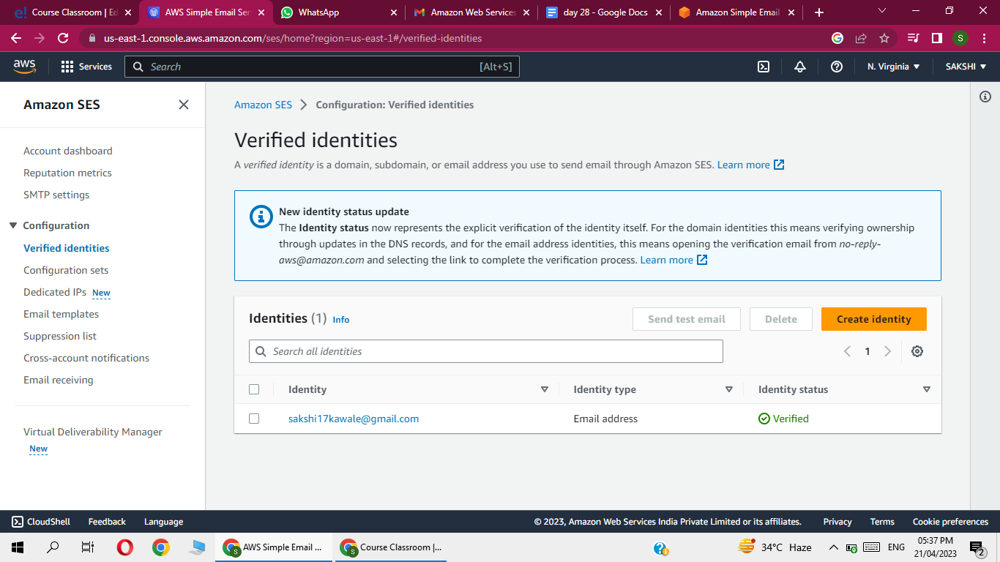 Course Classroom | Ed
AWS Simple Email Ser
WhatsApp
Amazon Web Services
day 28 - Google Docs
Amazon Simple Email
us-east-1.console.aws.amazon.com/ses/home?region=us-east-1#/verified-identities
S
aws
Services
Search
[Alt+S]
N. Virginia
SAKSHI
Amazon SES
Account dashboard
Reputation metrics
SMTP settings
Configuration
Verified identities
Configuration sets
Dedicated IPs New
Email templates
Suppression list
Cross-account notifications
Email receiving
Virtual Deliverability Manager
New
Amazon SES > Configuration: Verified identities
Verified identities
A verified identity is a domain, subdomain, or email address you use to send email through Amazon SES. Learn more
New identity status update
The Identity status now represents the explicit verification of the identity itself. For the domain identities this means verifying ownership
through updates in the DNS records, and for the email address identities, this means opening the verification email from no-reply-
aws@amazon.com and selecting the link to complete the verification process. Learn more
Identities (1) Info
Send test email
Delete
Create identity
Search all identities
1
Identity
Identity type
Identity status
sakshi17kawale@gmail.com
Email address
Verified
CloudShell
Feedback
Language
© 2023, Amazon Web Services India Private Limited or its affiliates.
Privacy
Terms
Cookie preferences
AWS Simple Email ...
Course Classroom |...
34°C Haze
ENG
05:37 PM
21/04/2023
2